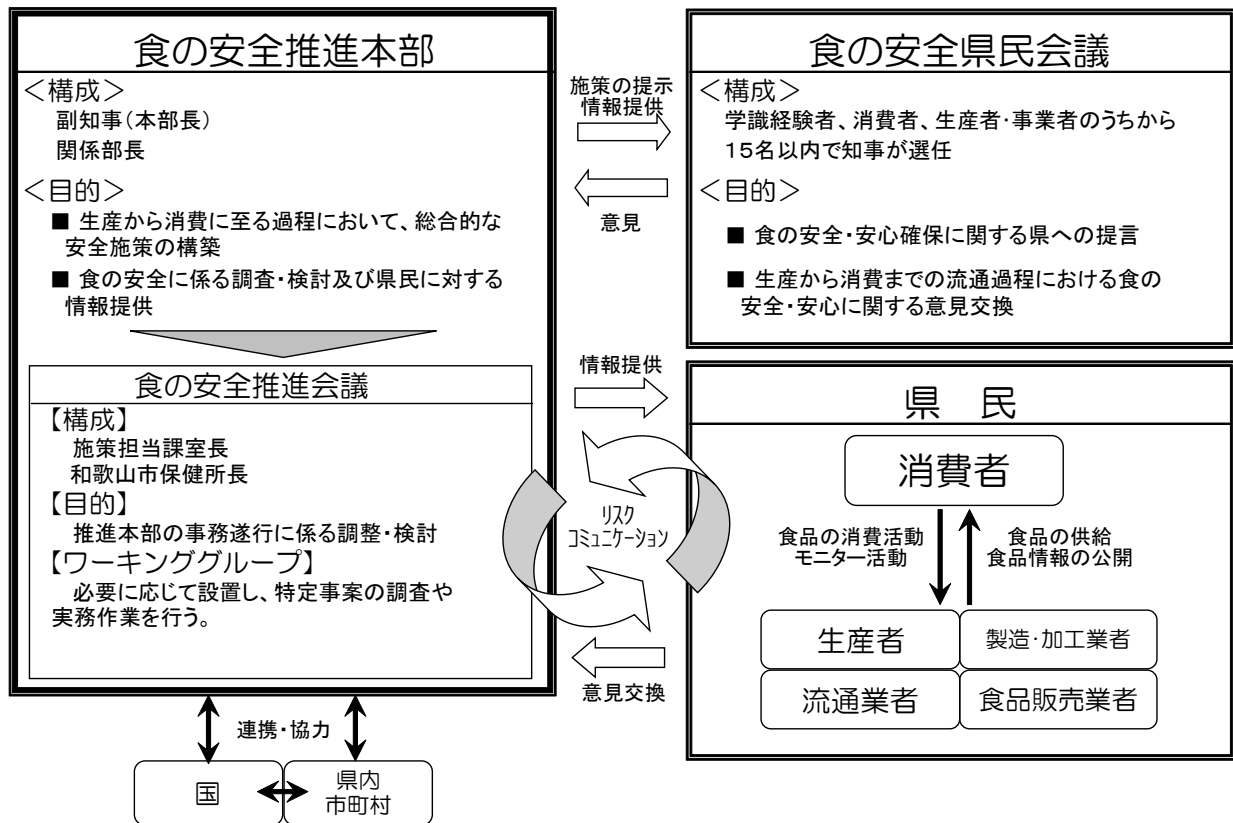 食の安全推進本部
＜構成＞
副知事（本部長）
関係部長
＜目的＞
■ 生産から消費に至る過程において、総合的な
安全施策の構築
■ 食の安全に係る調査・検討及び県民に対する
情報提供
食の安全推進会議
【構成】
施策担当課室長
和歌山市保健所長
【目的】
推進本部の事務遂行に係る調整・検討
【ワーキンググループ】
必要に応じて設置し、特定事案の調査や
実務作業を行う。
施策の提示
情報提供
意見
食の安全県民会議
＜構成＞
学識経験者、消費者、生産者・事業者のうちから
１５名以内で知事が選任
＜目的＞
■ 食の安全・安心確保に関する県への提言
■ 生産から消費までの流通過程における食の
安全・安心に関する意見交換
情報提供
リスク
コミュニケーション
意見交換
県 民
消費者
食品の消費活動
モニター活動
食品の供給
食品情報の公開
生産者
製造・加工業者
流通業者
食品販売業者
連携・協力
国
県内
市町村